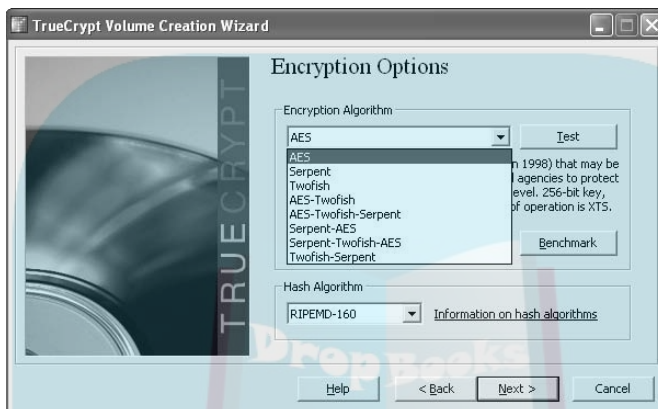 TrueCrypt Volume Creation Wizard
TRUECRYPT
Encryption Options
Encryption Algorithm
AES
Test
AES
Serpent
Twofish
AES-Twofish
AES-Twofish-Serpent
Serpent-AES
Serpent-Twofish-AES
Twofish-Serpent
n 1998) that may be
agencies to protect
evel. 256-bit key,
of operation is XTS.
Benchmark
Hash Algorithm
RIPEMD-160
Information on hash algorithms
DropBooks
Help
< Back
Next >
Cancel